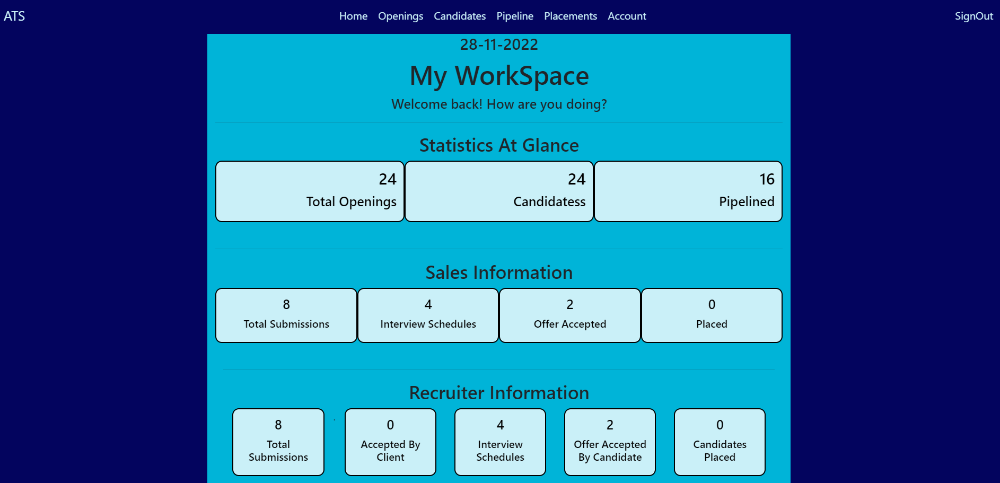 ATS Home Openings Candidates Pipeline Placements Account SignOut
28-11-2022
My WorkSpace
Welcome back! How are you doing?
Statistics At Glance
24
Total Openings
24
Candidatess
16
Pipelined
Sales Information
8
Total Submissions
4
Interview Schedules
2
Offer Accepted
0
Placed
Recruiter Information
8
Total
Submissions
.
0
Accepted By
Client
4
Interview
Schedules
2
Offer Accepted
By Candidate
0
Candidates
Placed